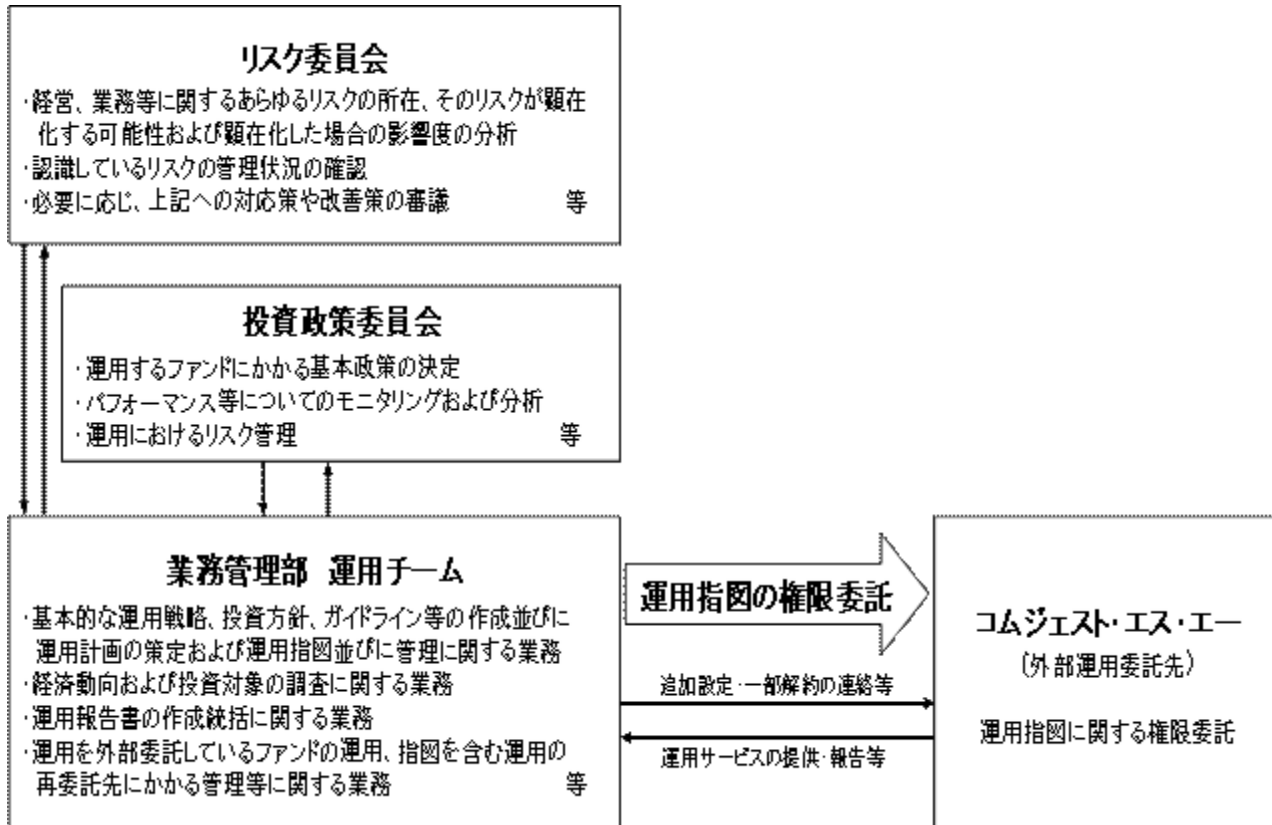 リスク委員会
・経営、業務等に関するあらゆるリスクの所在、そのリスクが顕在
化する可能性および顕在化した場合の影響度の分析
・認識しているリスクの管理状況の確認
・必要に応じ、上記への対応策や改善策の審議 等
投資政策委員会
・運用するファンドにかかる基本政策の決定
・パフォーマンス等についてのモニタリングおよび分析
・運用におけるリスク管理 等
業務管理部 運用チーム
・基本的な運用戦略、投資方針、ガイドライン等の作成並びに
運用計画の策定および運用指図並びに管理に関する業務
・経済動向および投資対象の調査に関する業務
・運用報告書の作成統括に関する業務
・運用を外部委託しているファンドの運用、指図を含む運用の
再委託先にかかる管理等に関する業務 等
運用指図の権限委託
追加設定・一部解約の連絡等
運用サービスの提供・報告等
コムジェスト・エス・エー
(外部運用委託先)
運用指図に関する権限委託